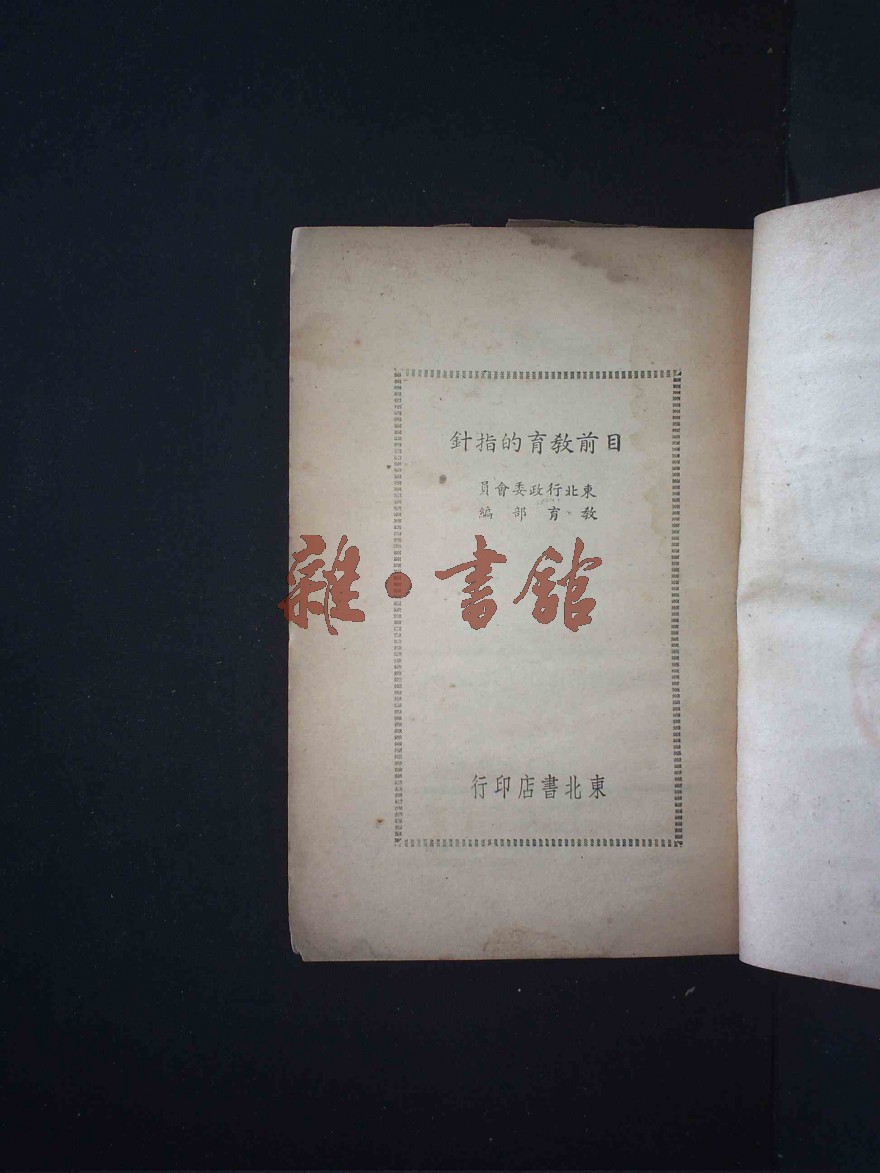 目前教育的指針
東北行政委會員
教育部編
雜·書館
東北書店印行